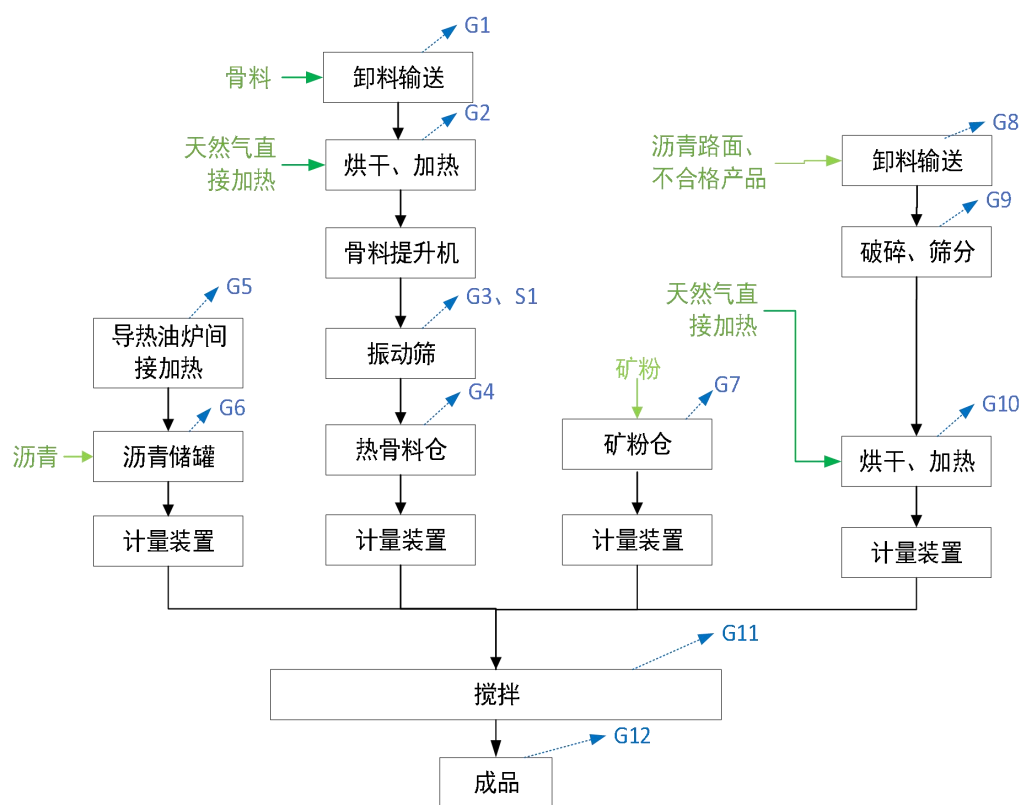 G1
骨料
卸料输送
G2
天然气直
接加热
烘干、加热
骨料提升机
G3、S1
振动筛
G4
热骨料仓
计量装置
G5
导热油炉间
接加热
G6
沥青
沥青储罐
计量装置
矿粉
G7
矿粉仓
计量装置
G8
沥青路面、
不合格产品
卸料输送
G9
破碎、筛分
天然气直
接加热
G10
烘干、加热
计量装置
G11
搅拌
G12
成品